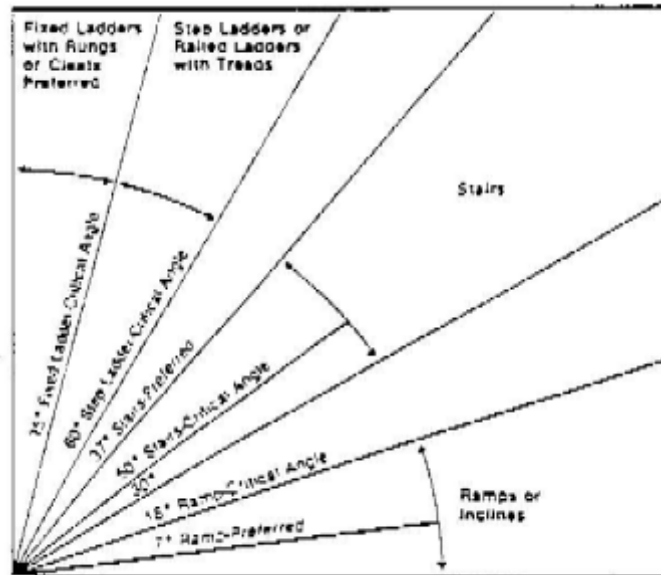 Fixed Ladders
with Rungs
or Cleats
Preferred
Step Ladders or
Railed Ladders
with Treads
Stairs
75° Fixed Ladder Critical Angle
60° Step Ladder Critical Angle
37° Stairs-Preferred
50° Stairs-Critical Angle
30°
18° Ramp-Critical Angle
7° Ramp-Preferred
Ramps or
Inclines